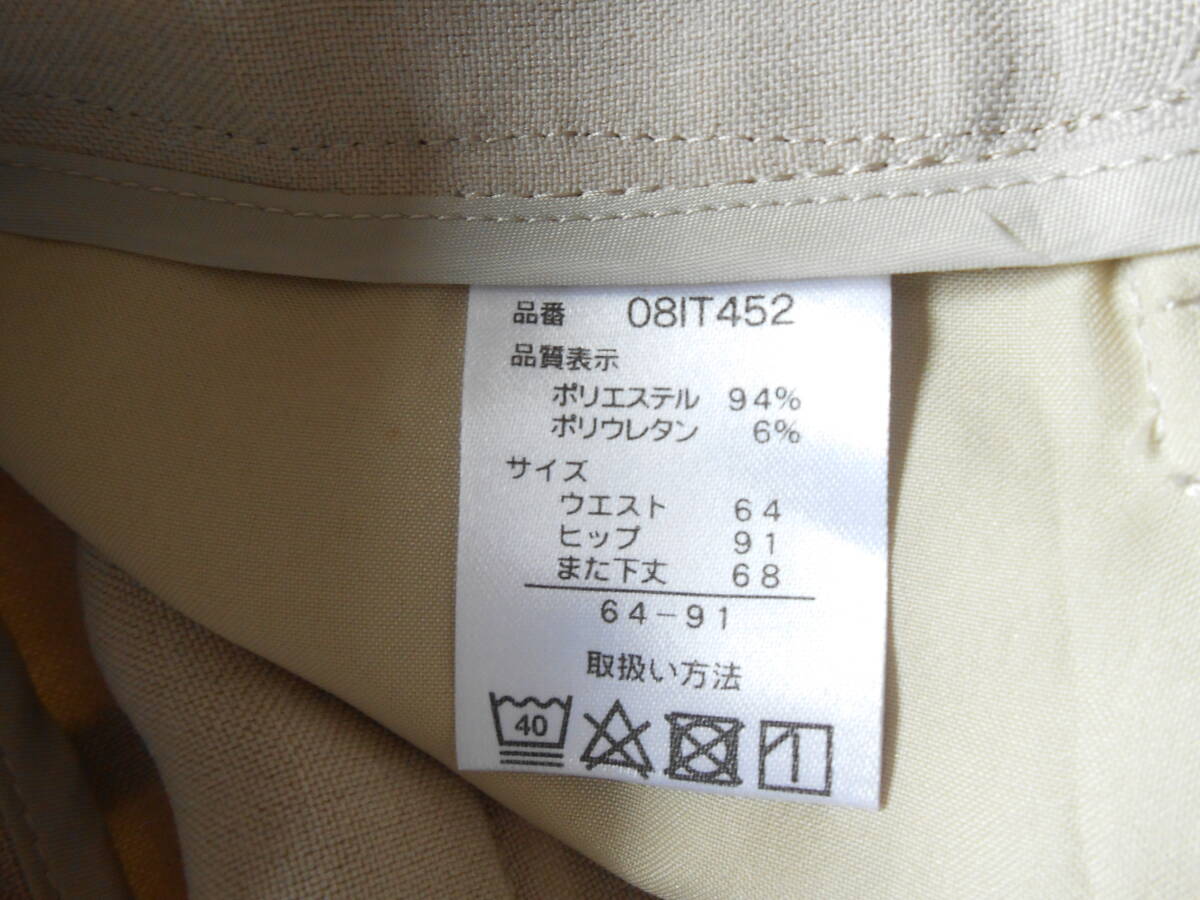 品番 08IT452
品質表示
ポリエステル 94%
ポリウレタン 6%
サイズ
ウエスト 64
ヒップ 91
また下丈 68
64-91
取扱い方法
40